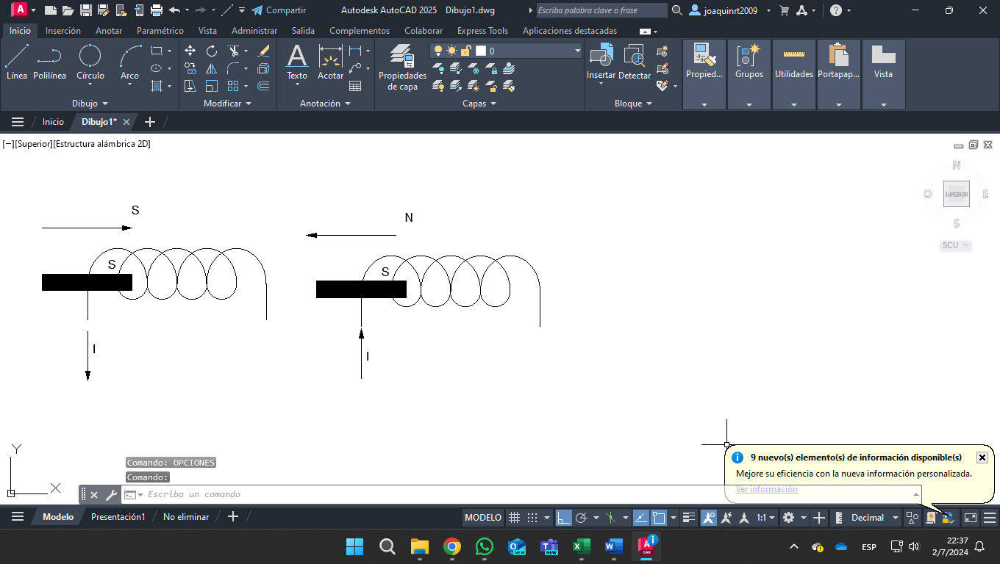 A Compartir Autodesk AutoCAD 2025 Dibujo1.dwg Escriba palabra clave o frase joaquinrt2009
Inicio Inserción Anotar Paramétrico Vista Administrar Salida Complementos Colaborar Express Tools Aplicaciones destacadas
0
Línea Polilínea Círculo Arco Texto Acotar Propiedades de capa Insertar Detectar Propied... Grupos Utilidades Portapap... Vista
Dibujo Modificar Anotación Capas Bloque
Inicio Dibujo1*
[−][Superior][Estructura alámbrica 2D]
N
O SUPERIOR E
S
SCU
S
N
S
S
I
I
Y
X
Comando: OPCIONES
Comando:
Escriba un comando
9 nuevo(s) elemento(s) de información disponible(s)
Mejore su eficiencia con la nueva información personalizada.
Ver información
Modelo Presentación1 No eliminar MODELO 1:1 Decimal
NEW NEW A CAD ESP 22:37
2/7/2024